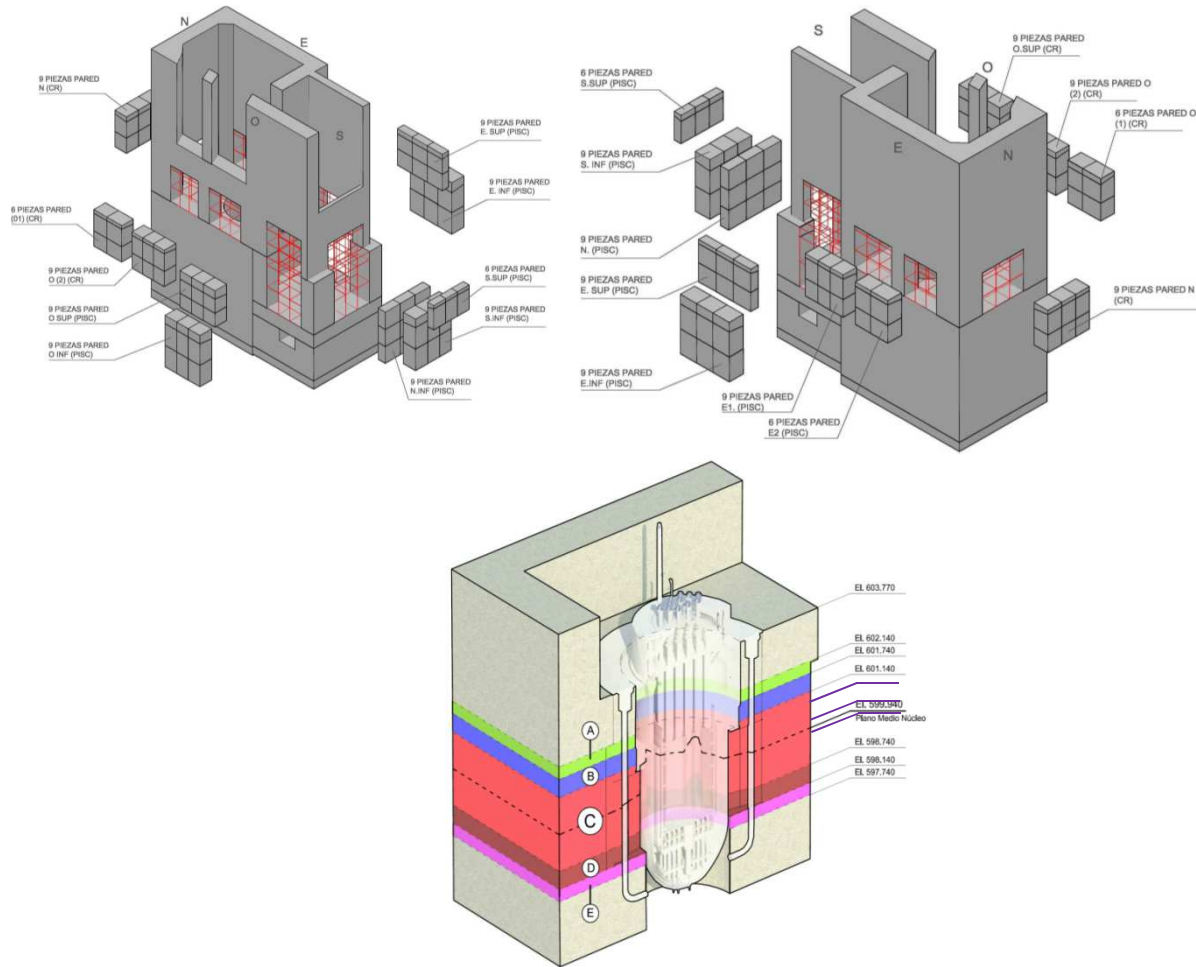 N
E
O
S
9 PIEZAS PARED
N (CR)
9 PIEZAS PARED
E. SUP (PISC)
9 PIEZAS PARED
E. INF (PISC)
6 PIEZAS PARED
(01) (CR)
9 PIEZAS PARED
O (2) (CR)
9 PIEZAS PARED
O SUP (PISC)
9 PIEZAS PARED
O INF (PISC)
6 PIEZAS PARED
S.SUP (PISC)
9 PIEZAS PARED
S.INF (PISC)
9 PIEZAS PARED
N.INF (PISC)
S
O
E
N
9 PIEZAS PARED
O.SUP (CR)
9 PIEZAS PARED O
(2) (CR)
6 PIEZAS PARED O
(1) (CR)
6 PIEZAS PARED
S.SUP (PISC)
9 PIEZAS PARED
S. INF (PISC)
9 PIEZAS PARED
N. (PISC)
9 PIEZAS PARED
E. SUP (PISC)
9 PIEZAS PARED
E.INF (PISC)
9 PIEZAS PARED
E1. (PISC)
6 PIEZAS PARED
E2 (PISC)
9 PIEZAS PARED N
(CR)
El. 603.770
El. 602.140
El. 601.740
El. 601.140
El. 599.940
Plano Medio Núcleo
El. 598.740
El. 598.140
El. 597.740
A
B
C
D
E